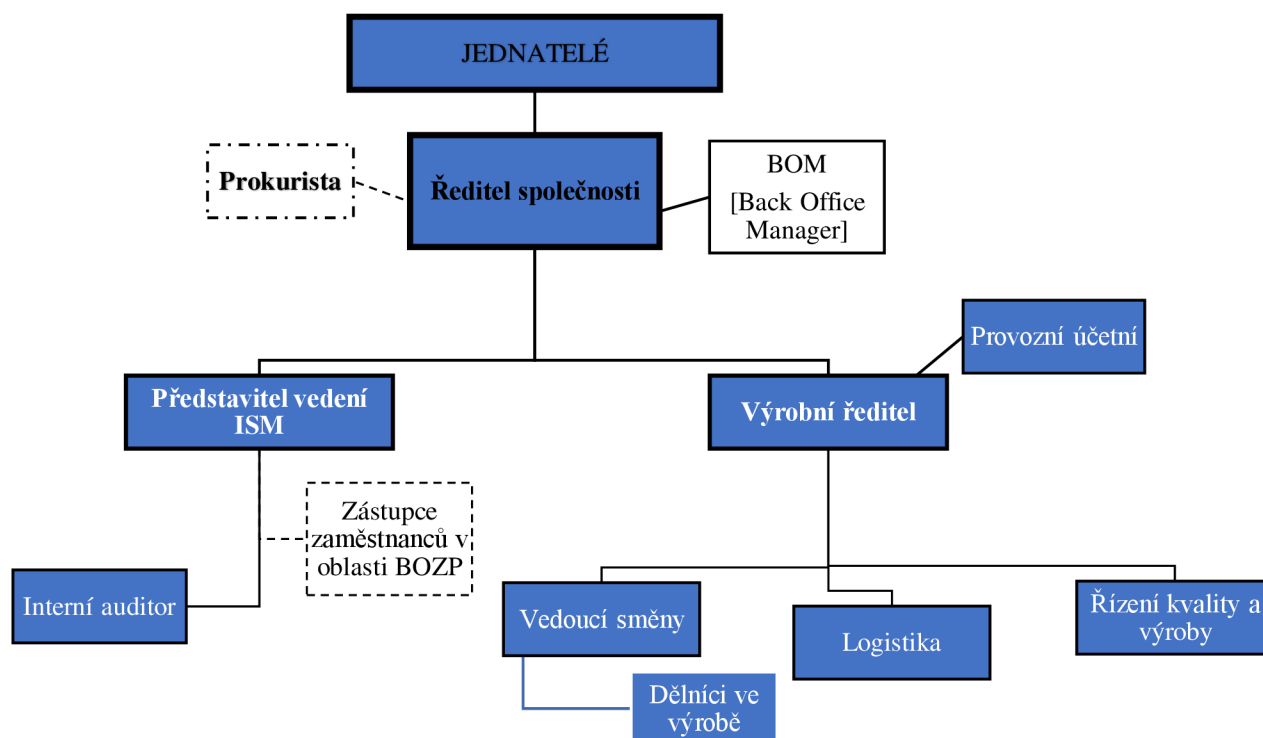 JEDNATELÉ
Prokurista
Ředitel společnosti
BOM
[Back Office
Manager]
Provozní účetní
Představitel vedení
ISM
Výrobní ředitel
Zástupce
zaměstnanců v
oblasti BOZP
Interní auditor
Vedoucí směny
Logistika
Řízení kvality a
výroby
Dělníci ve
výrobě